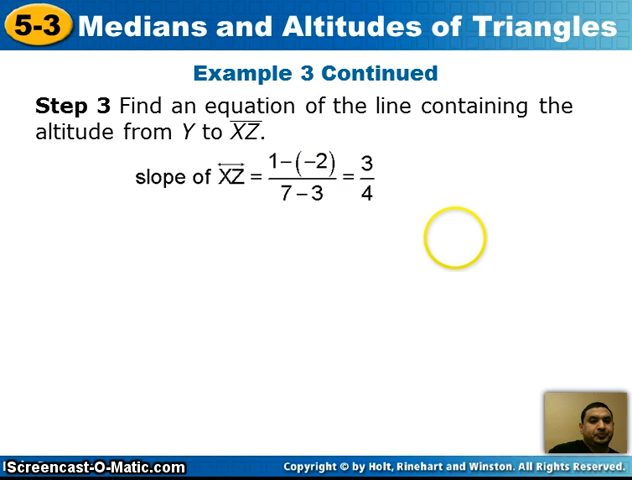 5-3 Medians and Altitudes of Triangles
Example 3 Continued
Step 3 Find an equation of the line containing the
altitude from Y to XZ.
slope of XZ = 1–(–2) / 7 – 3 = 3/4
Screencast-O-Matic.com
Copyright © by Holt, Rinehart and Winston. All Rights Reserved.